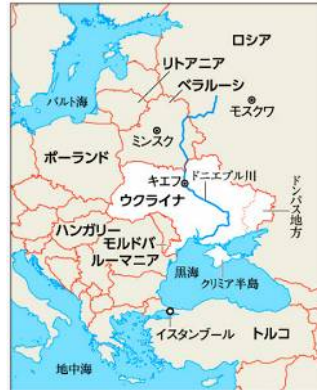 ロシア
リトアニア
ベラルーシ
バルト海
モスクワ
ミンスク
ポーランド
キエフ
ドニエプル川
ウクライナ
ドンバス地方
ハンガリー
モルドバ
ルーマニア
黒海
クリミア半島
イスタンブール
トルコ
地中海